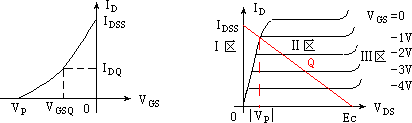 I_D
I_DSS
I_DQ
V_P
V_GSQ
0
V_GS
I_D
I_DSS
V_GS=0
-1V
-2V
-3V
-4V
I 区
II 区
III 区
Q
0
|V_P|
Ec
V_DS